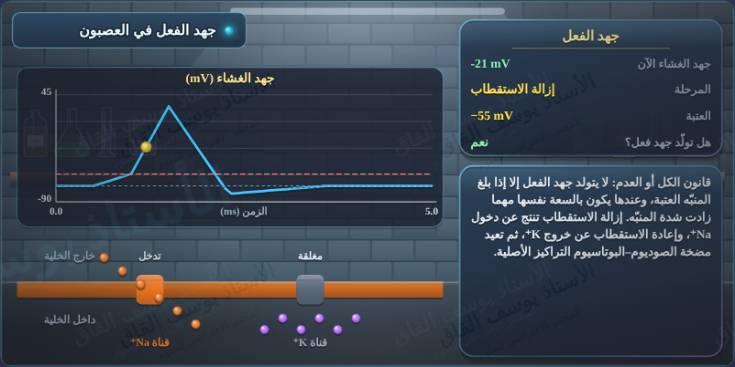 جهد الفعل في العصبون
جهد الفعل
جهد الغشاء الآن -21 mV
المرحلة إزالة الاستقطاب
العتبة −55 mV
هل تولّد جهد فعل؟ نعم
قانون الكل أو العدم: لا يتولد جهد الفعل إلا إذا بلغ
المنبّه العتبة، وعندها يكون بالسعة نفسها مهما
زادت شدة المنبّه. إزالة الاستقطاب تنتج عن دخول
Na⁺، وإعادة الاستقطاب عن خروج K⁺، ثم تعيد
مضخة الصوديوم–البوتاسيوم التراكيز الأصلية.
جهد الغشاء (mV)
45
-90
0.0
الزمن (ms)
5.0
خارج الخلية
تدخل
مغلقة
داخل الخلية
قناة Na⁺
قناة K⁺